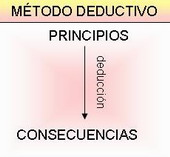 MÉTODO DEDUCTIVO
PRINCIPIOS
deducción
CONSECUENCIAS